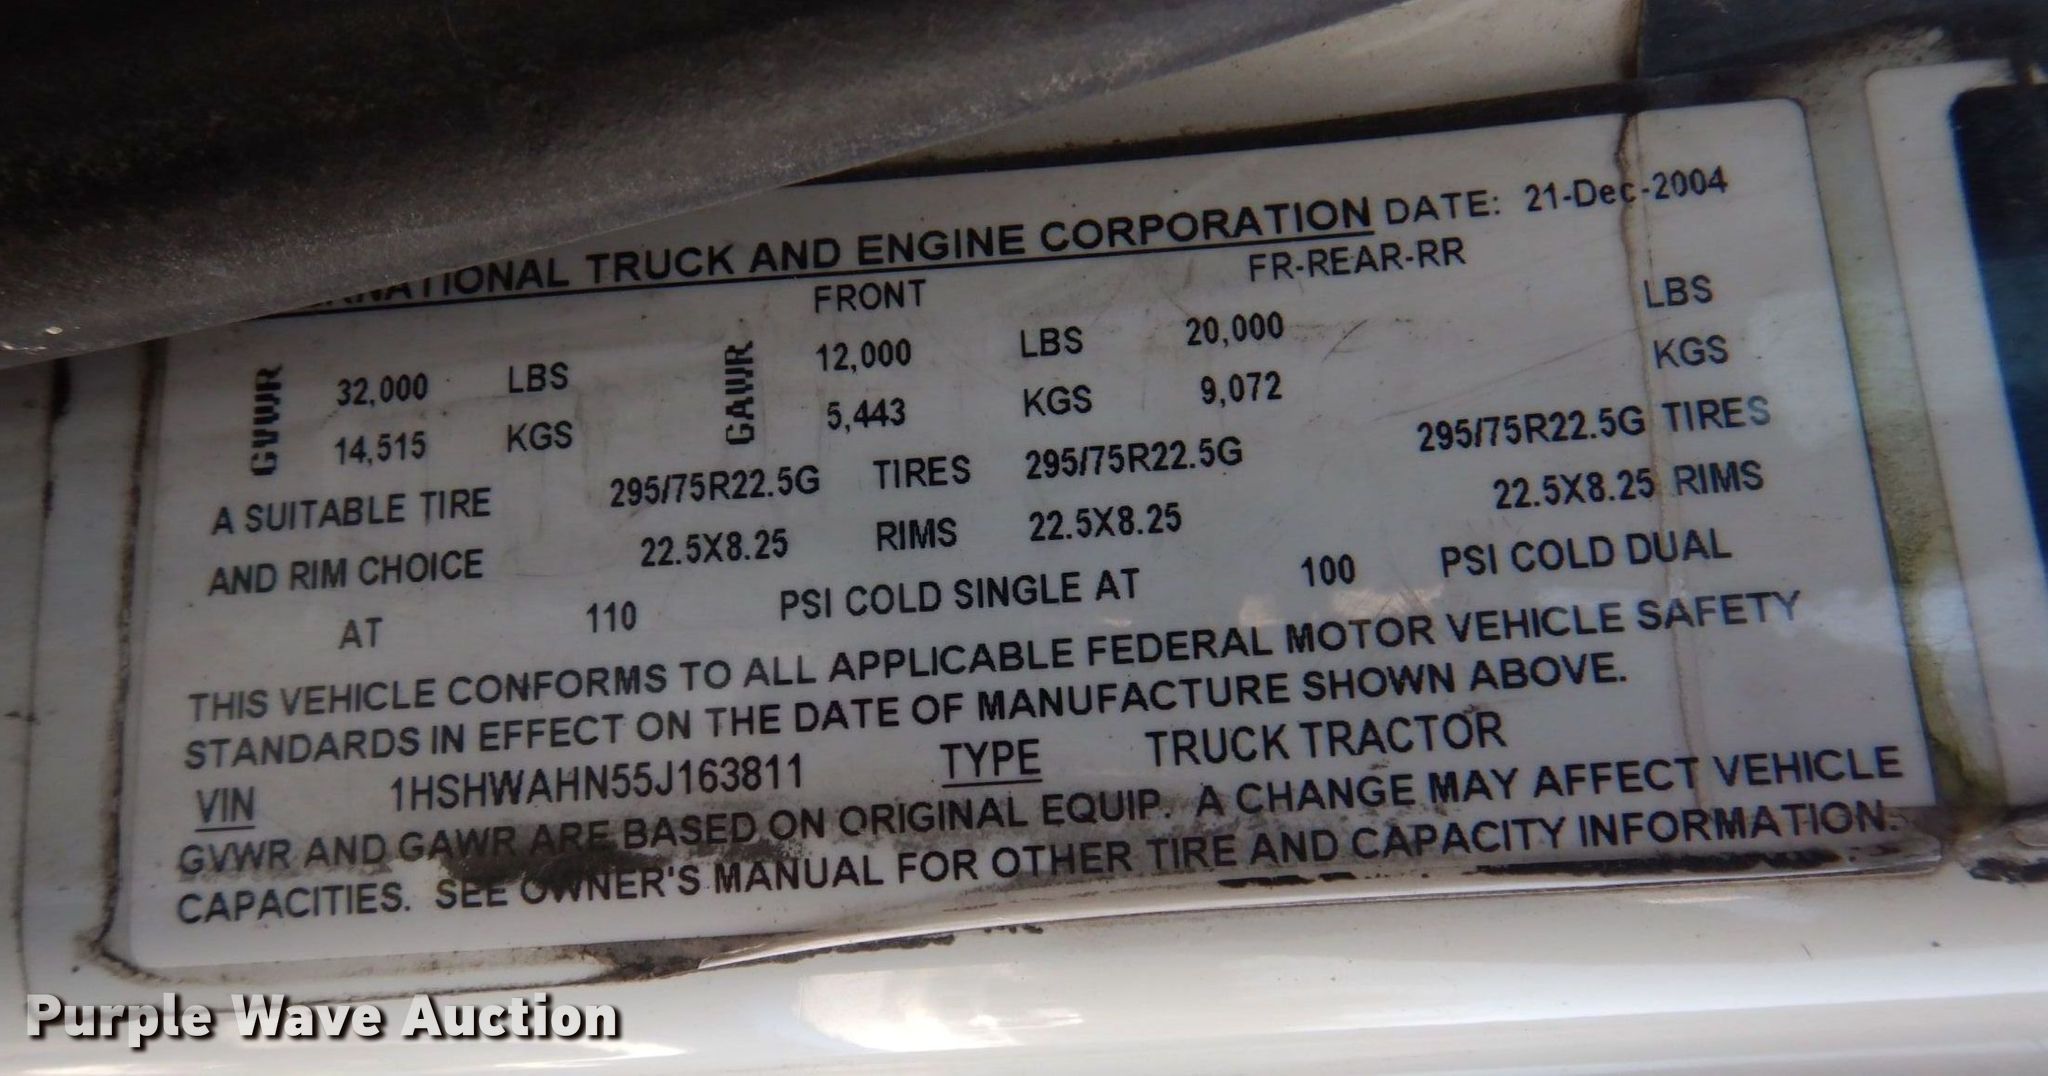 INTERNATIONAL TRUCK AND ENGINE CORPORATION DATE: 21-Dec-2004
FRONT FR-REAR-RR
GVWR 32,000 LBS GAWR 12,000 LBS 20,000 LBS
14,515 KGS 5,443 KGS 9,072 KGS
A SUITABLE TIRE 295/75R22.5G TIRES 295/75R22.5G 295/75R22.5G TIRES
AND RIM CHOICE 22.5X8.25 RIMS 22.5X8.25 22.5X8.25 RIMS
AT 110 PSI COLD SINGLE AT 100 PSI COLD DUAL
THIS VEHICLE CONFORMS TO ALL APPLICABLE FEDERAL MOTOR VEHICLE SAFETY
STANDARDS IN EFFECT ON THE DATE OF MANUFACTURE SHOWN ABOVE.
VIN 1HSHWAHN55J163811 TYPE TRUCK TRACTOR
GVWR AND GAWR ARE BASED ON ORIGINAL EQUIP. A CHANGE MAY AFFECT VEHICLE
CAPACITIES. SEE OWNER'S MANUAL FOR OTHER TIRE AND CAPACITY INFORMATION.
Purple Wave Auction